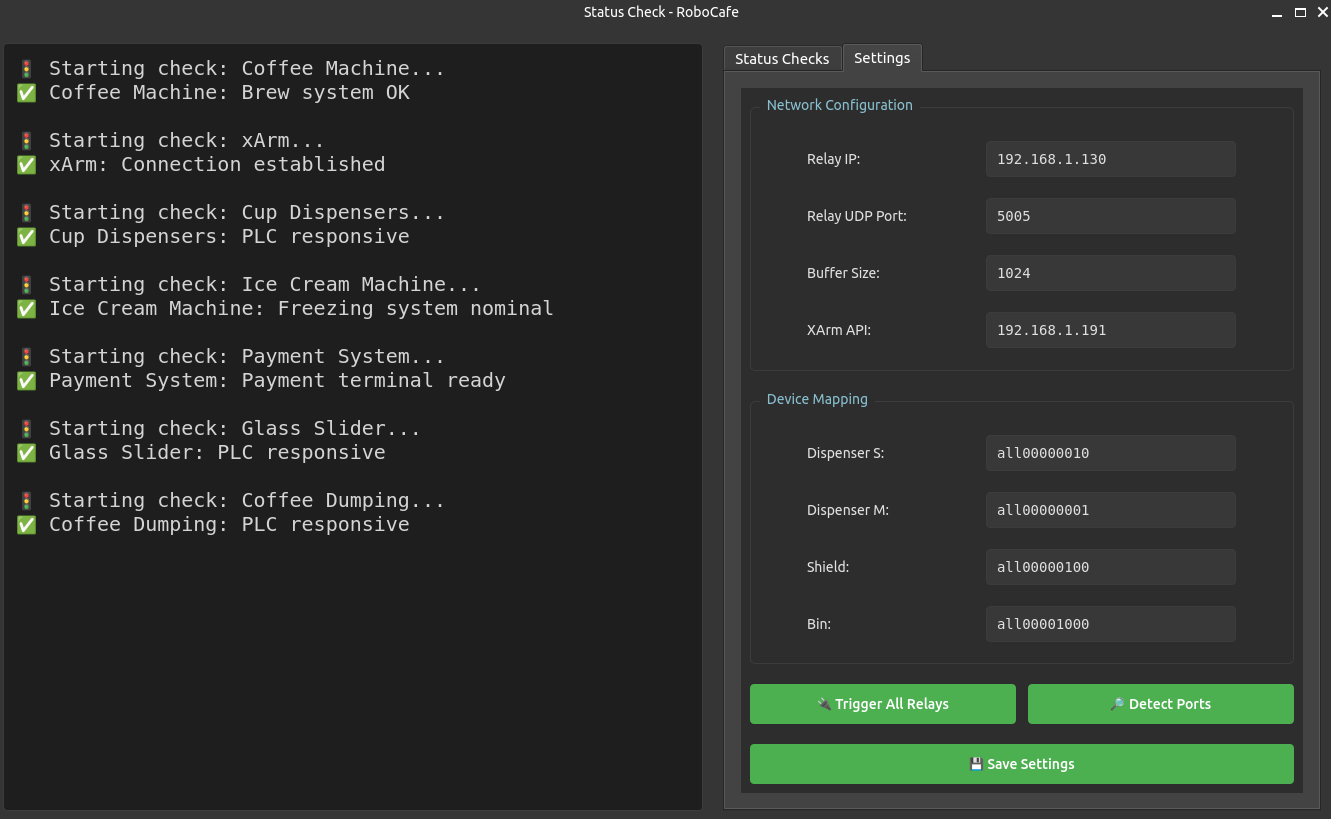 Status Check - RoboCafe
🚦 Starting check: Coffee Machine...
✅ Coffee Machine: Brew system OK
🚦 Starting check: xArm...
✅ xArm: Connection established
🚦 Starting check: Cup Dispensers...
✅ Cup Dispensers: PLC responsive
🚦 Starting check: Ice Cream Machine...
✅ Ice Cream Machine: Freezing system nominal
🚦 Starting check: Payment System...
✅ Payment System: Payment terminal ready
🚦 Starting check: Glass Slider...
✅ Glass Slider: PLC responsive
🚦 Starting check: Coffee Dumping...
✅ Coffee Dumping: PLC responsive
Status Checks Settings
Network Configuration
Relay IP: 192.168.1.130
Relay UDP Port: 5005
Buffer Size: 1024
XArm API: 192.168.1.191
Device Mapping
Dispenser S: all00000010
Dispenser M: all00000001
Shield: all00000100
Bin: all00001000
🔌 Trigger All Relays 🔎 Detect Ports
💾 Save Settings